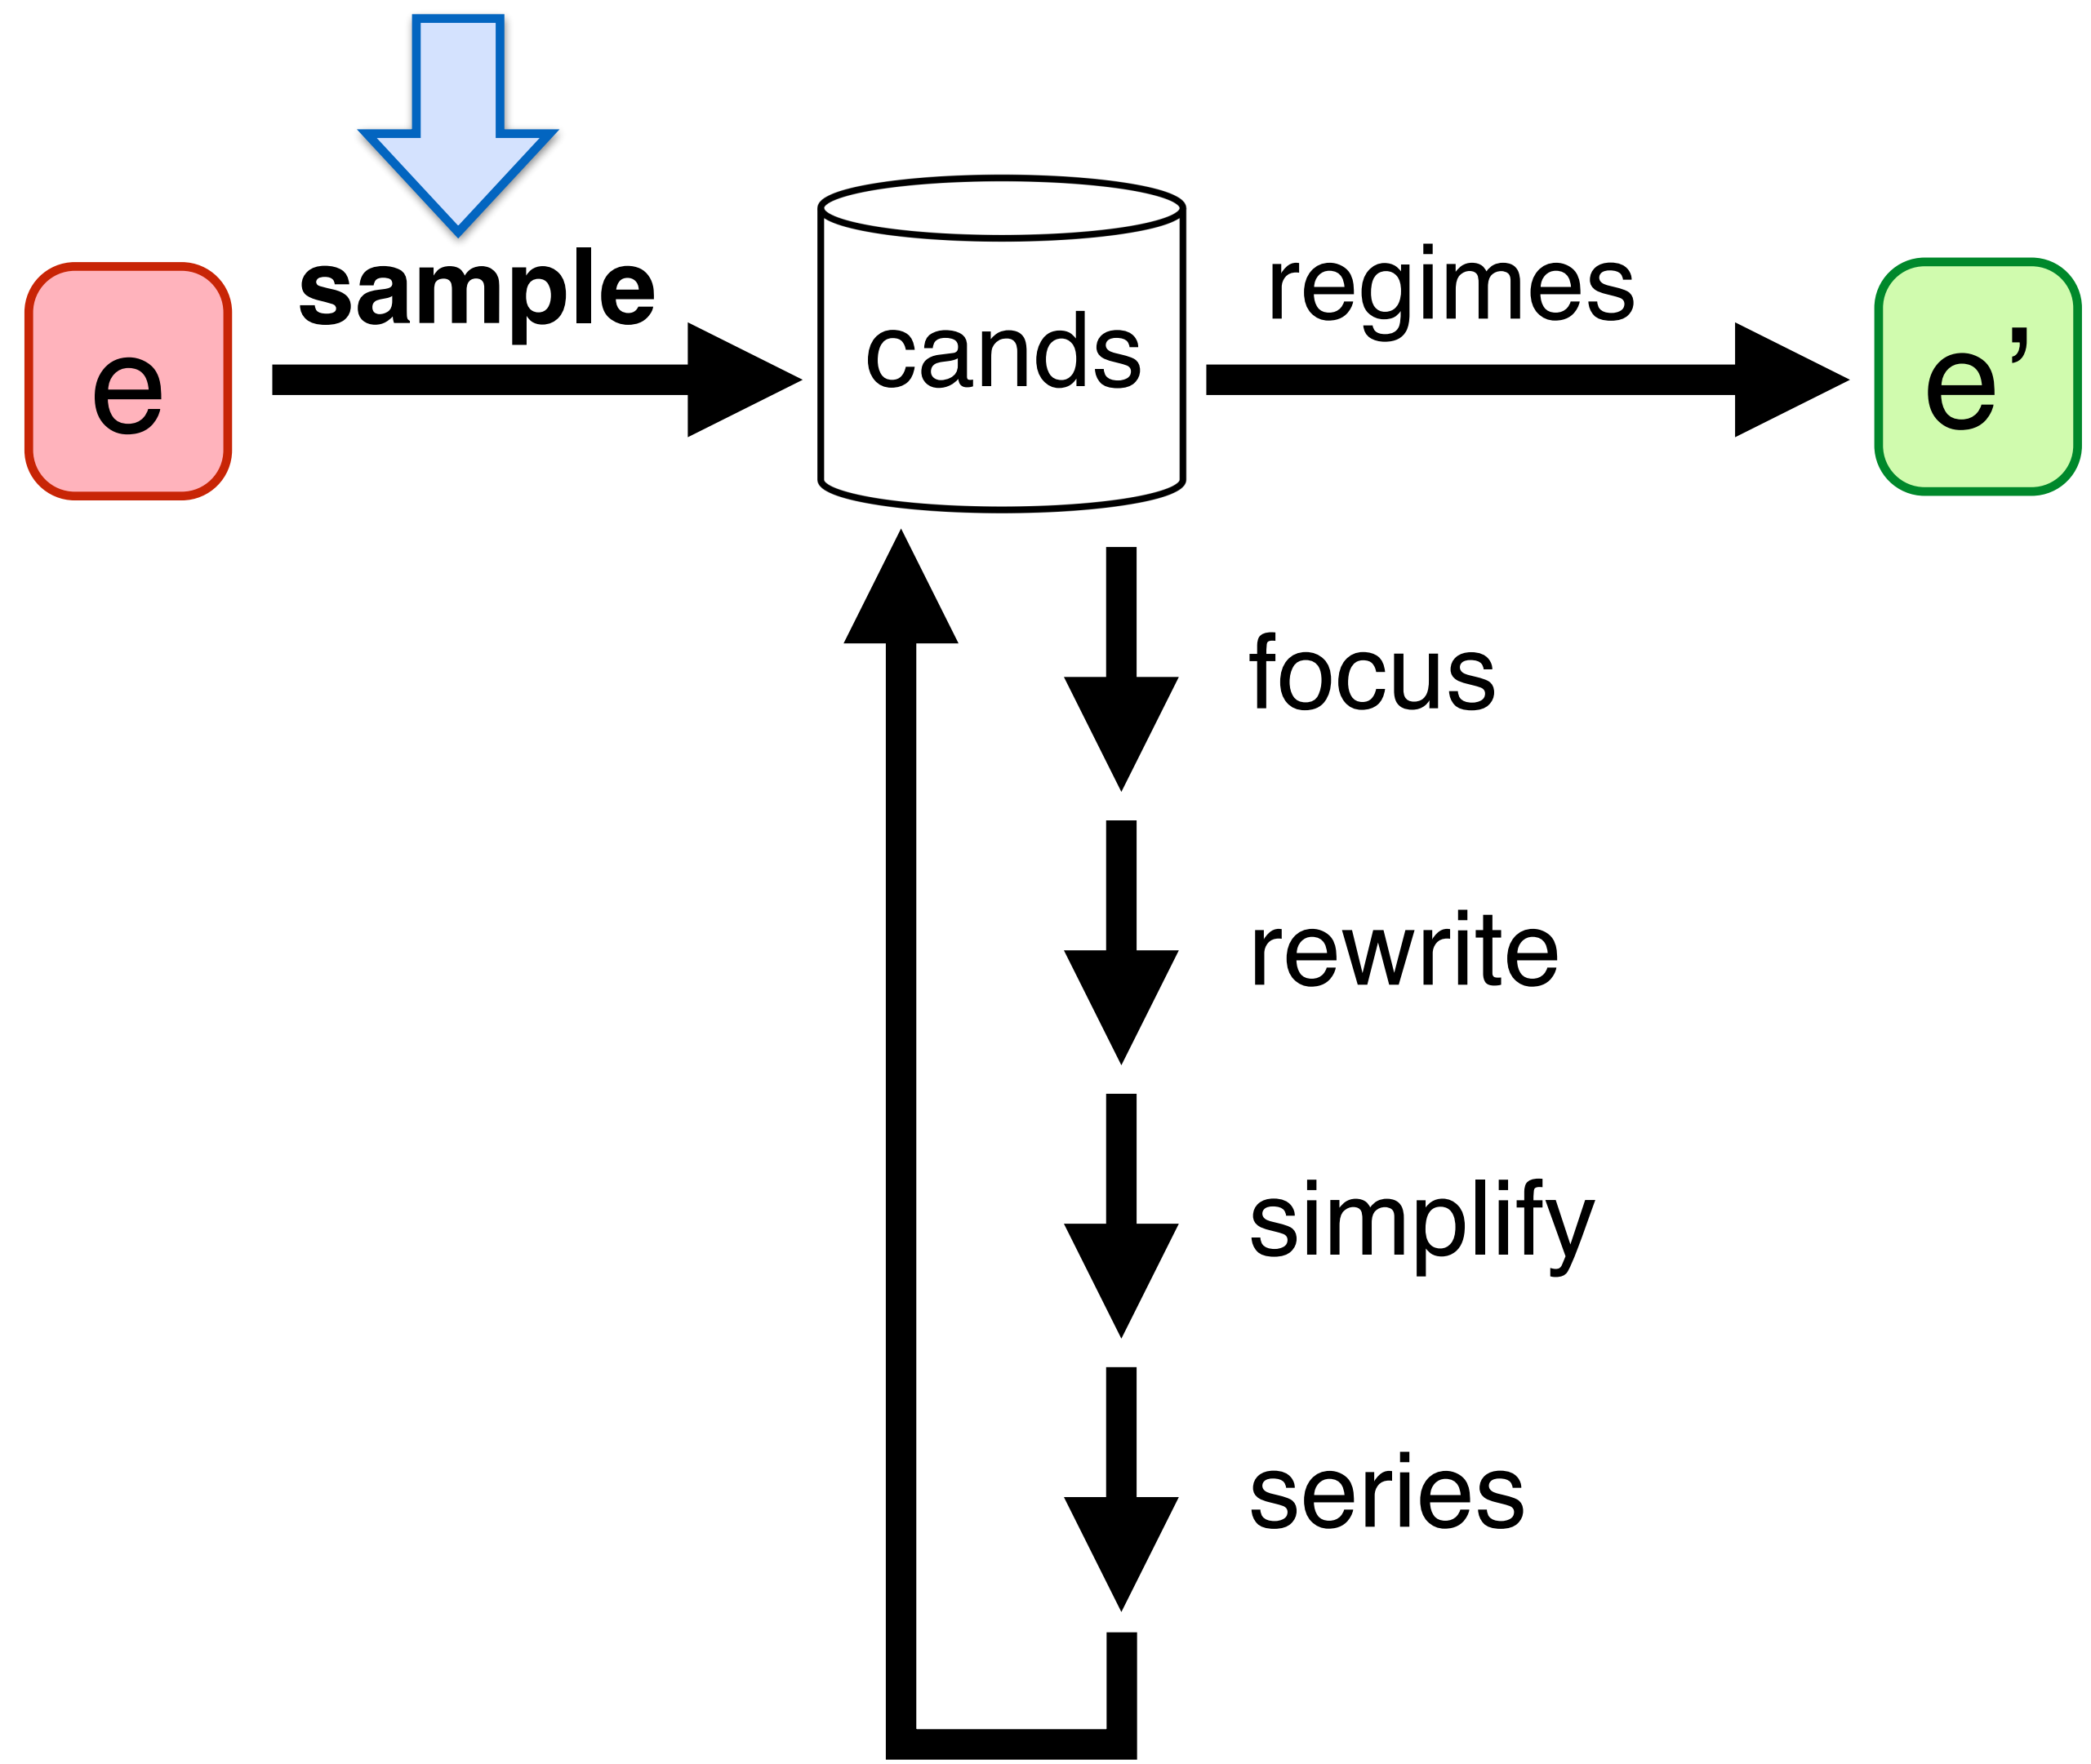 sample
regimes
e
cands
e’
focus
rewrite
simplify
series